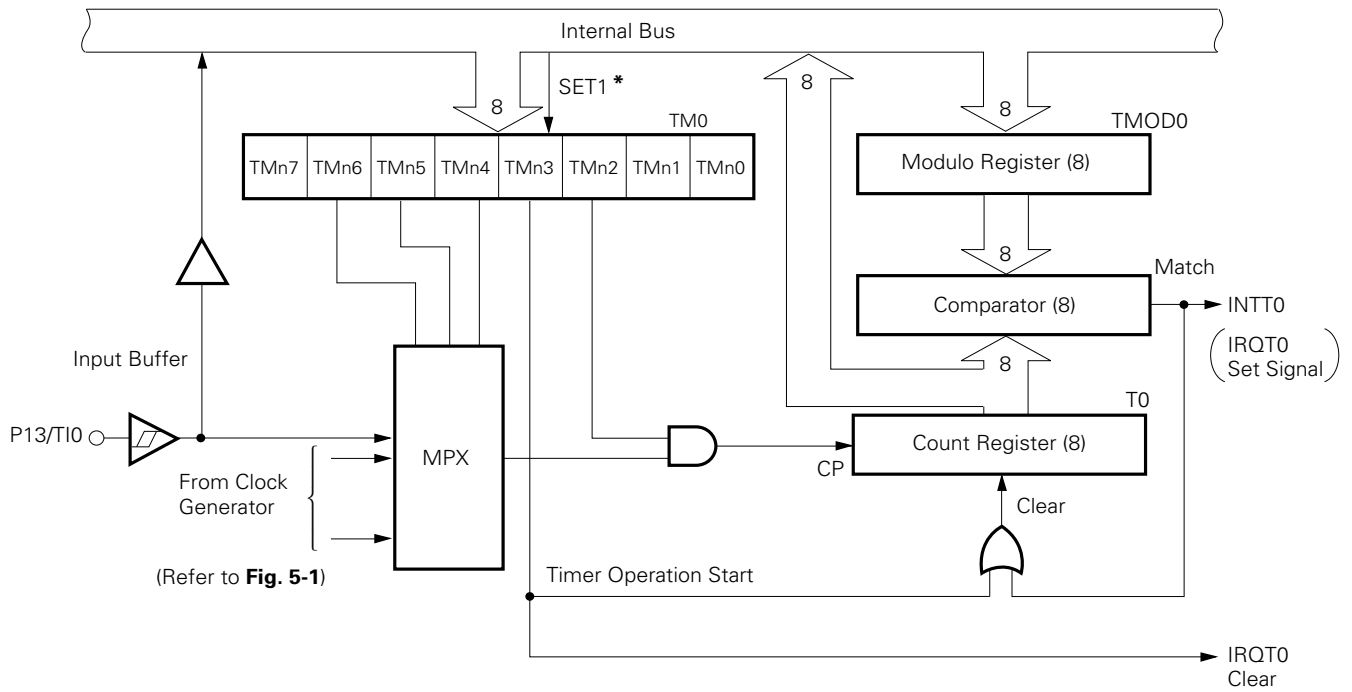 Internal Bus
8
SET1 *
8
8
TM0
TMOD0
TMn7 TMn6 TMn5 TMn4 TMn3 TMn2 TMn1 TMn0
Modulo Register (8)
8
Match
Comparator (8)
INTT0
(IRQT0
Set Signal)
Input Buffer
8
T0
P13/TI0
MPX
Count Register (8)
CP
From Clock
Generator
Clear
(Refer to Fig. 5-1)
Timer Operation Start
IRQT0
Clear